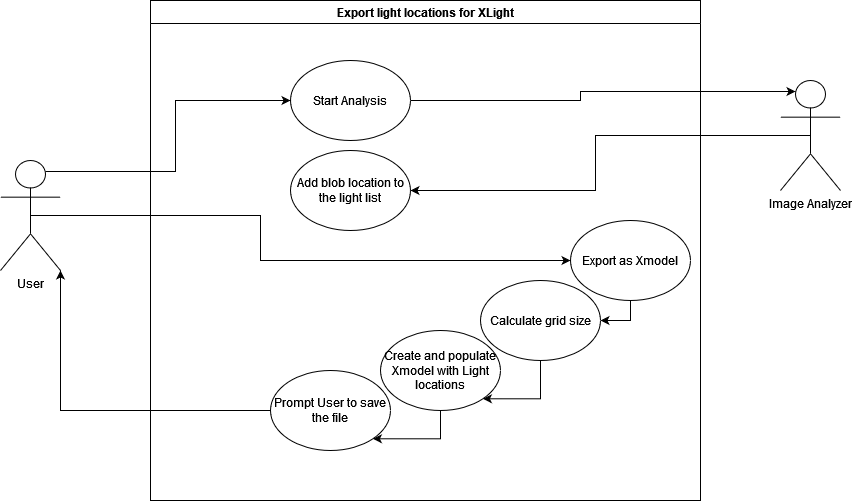 Export light locations for XLight
Start Analysis
Add blob location to
the light list
Image Analyzer
Export as Xmodel
User
Calculate grid size
Create and populate
Xmodel with Light
locations
Prompt User to save
the file